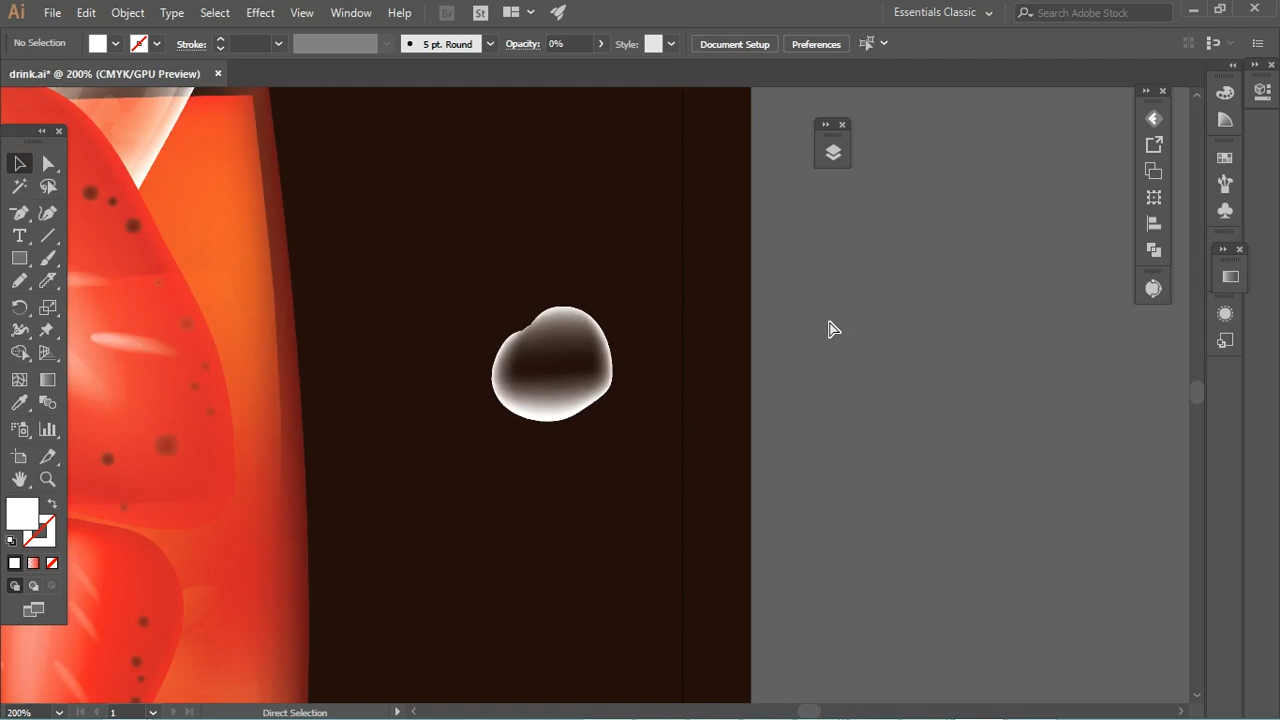 Ai File Edit Object Type Select Effect View Window Help Br St Essentials Classic Search Adobe Stock
No Selection Stroke: 5 pt. Round Opacity: 0% Style: Document Setup Preferences
drink.ai* @ 200% (CMYK/GPU Preview)
200% 1 Direct Selection